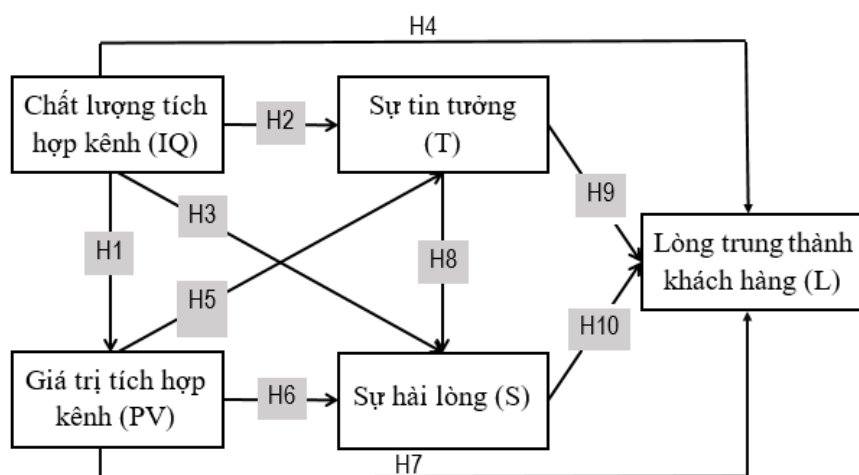 H4
Chất lượng tích
hợp kênh (IQ)
H2
Sự tin tưởng
(T)
H3
H9
H1
H8
Lòng trung thành
khách hàng (L)
H5
H10
Giá trị tích hợp
kênh (PV)
H6
Sự hài lòng (S)
H7